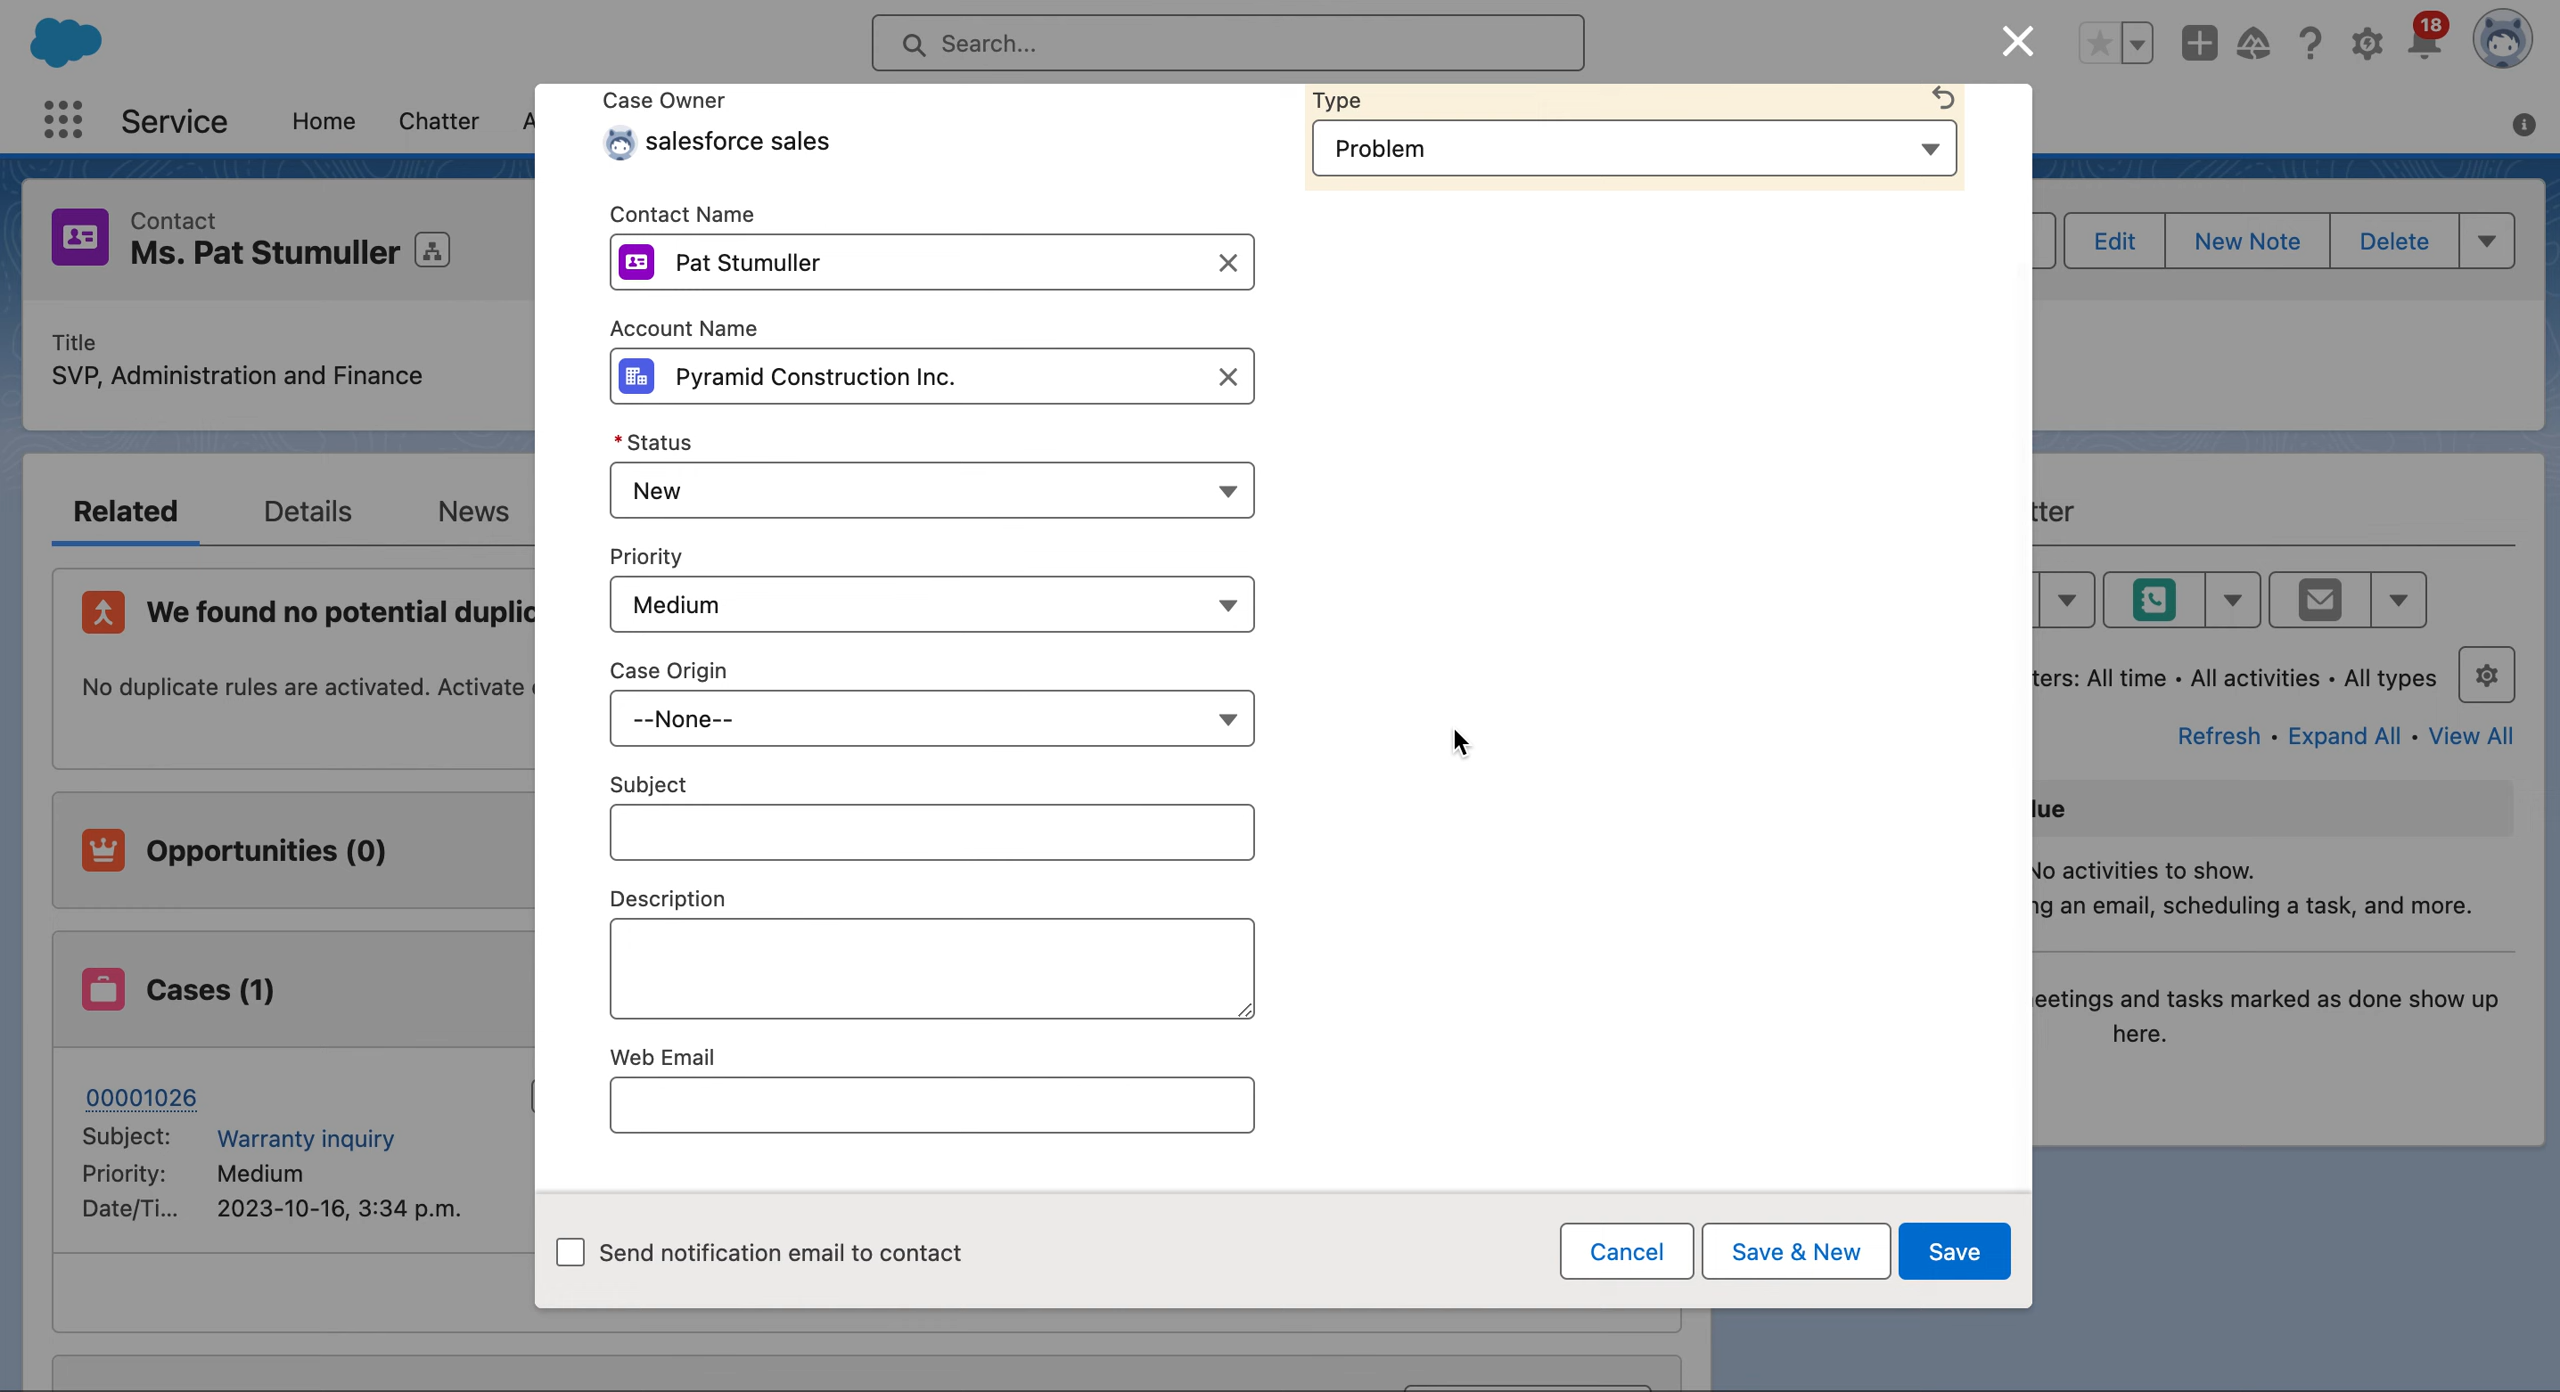 Search...
18
Service
Home
Chatter
Contact
Ms. Pat Stumuller
Title
SVP, Administration and Finance
Edit
New Note
Delete
Related
Details
News
We found no potential duplic
No duplicate rules are activated. Activate
Opportunities (0)
Cases (1)
00001026
Subject: Warranty inquiry
Priority: Medium
Date/Ti... 2023-10-16, 3:34 p.m.
Case Owner
salesforce sales
Type
Problem
Contact Name
Pat Stumuller
Account Name
Pyramid Construction Inc.
* Status
New
Priority
Medium
Case Origin
--None--
Subject
Description
Web Email
Send notification email to contact
Cancel
Save & New
Save
tter
ters: All time • All activities • All types
Refresh • Expand All • View All
lue
No activities to show.
ng an email, scheduling a task, and more.
eetings and tasks marked as done show up
here.